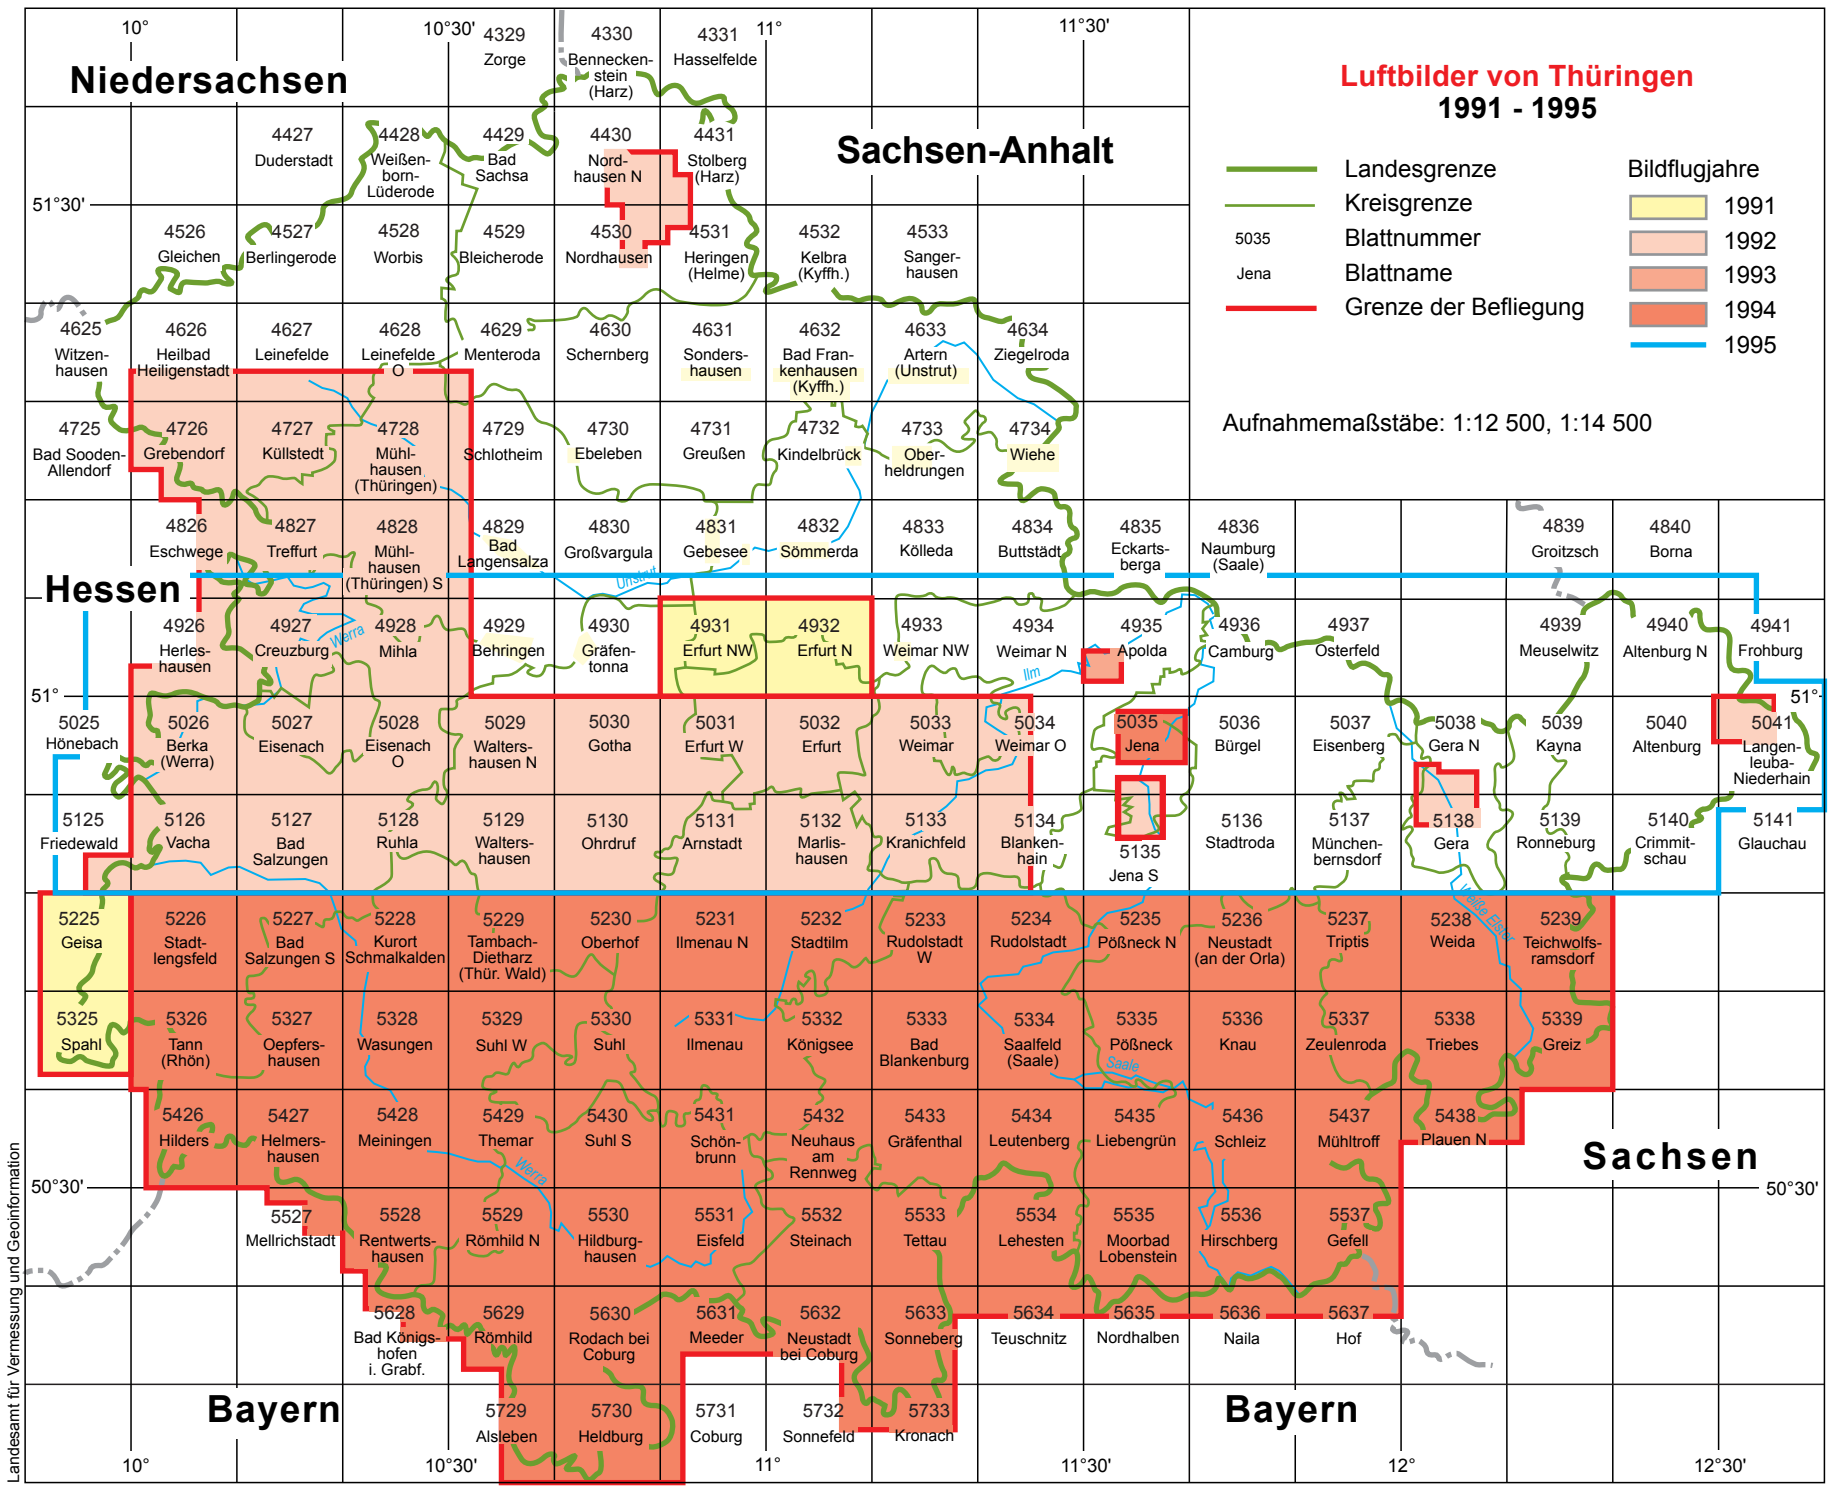 10°
10°30'
11°
11°30'
4329
Zorge
4330
Bennecken-
stein
(Harz)
4331
Hasselfelde
Niedersachsen
Luftbilder von Thüringen
1991 - 1995
4427
Duderstadt
4428
Weißen-
born-
Lüderode
4429
Bad
Sachsa
4430
Nord-
hausen N
4431
Stolberg
(Harz)
Sachsen-Anhalt
Landesgrenze
Kreisgrenze
5035
Blattnummer
Jena
Blattname
Grenze der Befliegung
Bildflugjahre
1991
1992
1993
1994
1995
Aufnahmemaßstäbe: 1:12 500, 1:14 500
51°30'
4526
Gleichen
4527
Berlingerode
4528
Worbis
4529
Bleicherode
4530
Nordhausen
4531
Heringen
(Helme)
4532
Kelbra
(Kyffh.)
4533
Sanger-
hausen
4625
Witzen-
hausen
4626
Heilbad
Heiligenstadt
4627
Leinefelde
4628
Leinefelde
O
4629
Menteroda
4630
Schernberg
4631
Sonders-
hausen
4632
Bad Fran-
kenhausen
(Kyffh.)
4633
Artern
(Unstrut)
4634
Ziegelroda
4725
Bad Sooden-
Allendorf
4726
Grebendorf
4727
Küllstedt
4728
Mühl-
hausen
(Thüringen)
4729
Schlotheim
4730
Ebeleben
4731
Greußen
4732
Kindelbrück
4733
Ober-
heldrungen
4734
Wiehe
4826
Eschwege
4827
Treffurt
4828
Mühl-
hausen
(Thüringen) S
4829
Bad
Langensalza
4830
Großvargula
4831
Gebesee
4832
Sömmerda
4833
Kölleda
4834
Buttstädt
4835
Eckarts-
berga
4836
Naumburg
(Saale)
4839
Groitzsch
4840
Borna
Hessen
Unstrut
4926
Herles-
hausen
4927
Creuzburg
Werra
4928
Mihla
4929
Behringen
4930
Gräfen-
tonna
4931
Erfurt NW
4932
Erfurt N
4933
Weimar NW
4934
Weimar N
Ilm
4935
Apolda
4936
Camburg
4937
Osterfeld
4939
Meuselwitz
4940
Altenburg N
4941
Frohburg
51°
51°
5025
Hönebach
5026
Berka
(Werra)
5027
Eisenach
5028
Eisenach
O
5029
Walters-
hausen N
5030
Gotha
5031
Erfurt W
5032
Erfurt
5033
Weimar
5034
Weimar O
5035
Jena
5036
Bürgel
5037
Eisenberg
5038
Gera N
5039
Kayna
5040
Altenburg
5041
Langen-
leuba-
Niederhain
5125
Friedewald
5126
Vacha
5127
Bad
Salzungen
5128
Ruhla
5129
Walters-
hausen
5130
Ohrdruf
5131
Arnstadt
5132
Marlis-
hausen
5133
Kranichfeld
5134
Blanken-
hain
5135
Jena S
5136
Stadtroda
5137
München-
bernsdorf
5138
Gera
5139
Ronneburg
5140
Crimmit-
schau
5141
Glauchau
Weiße Elster
5225
Geisa
5226
Stadt-
lengsfeld
5227
Bad
Salzungen S
5228
Kurort
Schmalkalden
5229
Tambach-
Dietharz
(Thür. Wald)
5230
Oberhof
5231
Ilmenau N
5232
Stadtilm
5233
Rudolstadt
W
5234
Rudolstadt
5235
Pößneck N
5236
Neustadt
(an der Orla)
5237
Triptis
5238
Weida
5239
Teichwolfs-
ramsdorf
5325
Spahl
5326
Tann
(Rhön)
5327
Oepfers-
hausen
5328
Wasungen
5329
Suhl W
5330
Suhl
5331
Ilmenau
5332
Königsee
5333
Bad
Blankenburg
5334
Saalfeld
(Saale)
5335
Pößneck
Saale
5336
Knau
5337
Zeulenroda
5338
Triebes
5339
Greiz
5426
Hilders
5427
Helmers-
hausen
5428
Meiningen
5429
Themar
Werra
5430
Suhl S
5431
Schön-
brunn
5432
Neuhaus
am
Rennweg
5433
Gräfenthal
5434
Leutenberg
5435
Liebengrün
5436
Schleiz
5437
Mühltroff
5438
Plauen N
Sachsen
50°30'
50°30'
5527
Mellrichstadt
5528
Rentwerts-
hausen
5529
Römhild N
5530
Hildburg-
hausen
5531
Eisfeld
5532
Steinach
5533
Tettau
5534
Lehesten
5535
Moorbad
Lobenstein
5536
Hirschberg
5537
Gefell
5628
Bad Königs-
hofen
i. Grabf.
5629
Römhild
5630
Rodach bei
Coburg
5631
Meeder
5632
Neustadt
bei Coburg
5633
Sonneberg
5634
Teuschnitz
5635
Nordhalben
5636
Naila
5637
Hof
Bayern
Bayern
5729
Alsleben
5730
Heldburg
5731
Coburg
5732
Sonnefeld
5733
Kronach
10°
10°30'
11°
11°30'
12°
12°30'
Landesamt für Vermessung und Geoinformation